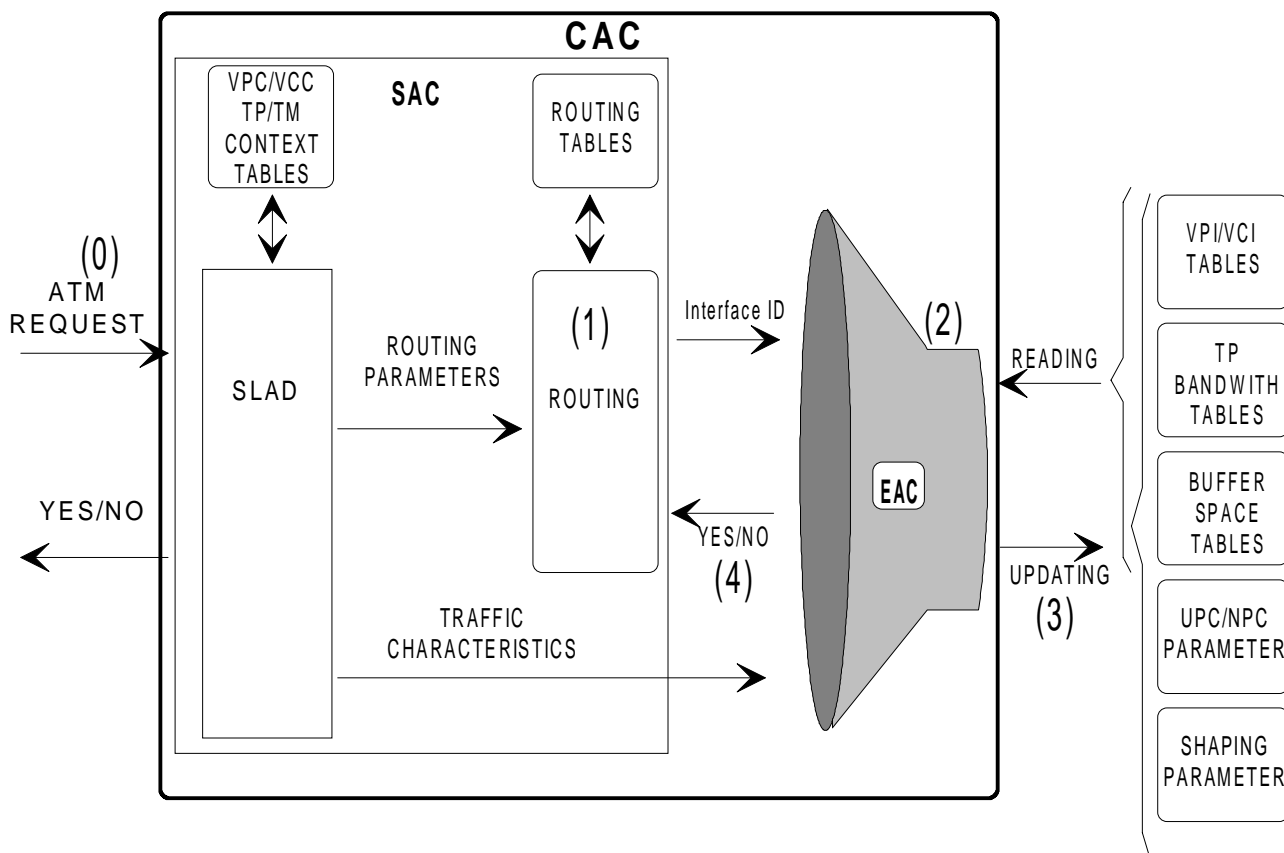 CAC
SAC
VPC/VCC
TP/TM
CONTEXT
TABLES
ROUTING
TABLES
(0)
ATM
REQUEST
YES/NO
SLAD
ROUTING
PARAMETERS
(1)
ROUTING
Interface ID
(2)
EAC
YES/NO
(4)
TRAFFIC
CHARACTERISTICS
READING
UPDATING
(3)
VPI/VCI
TABLES
TP
BANDWITH
TABLES
BUFFER
SPACE
TABLES
UPC/NPC
PARAMETER
SHAPING
PARAMETER